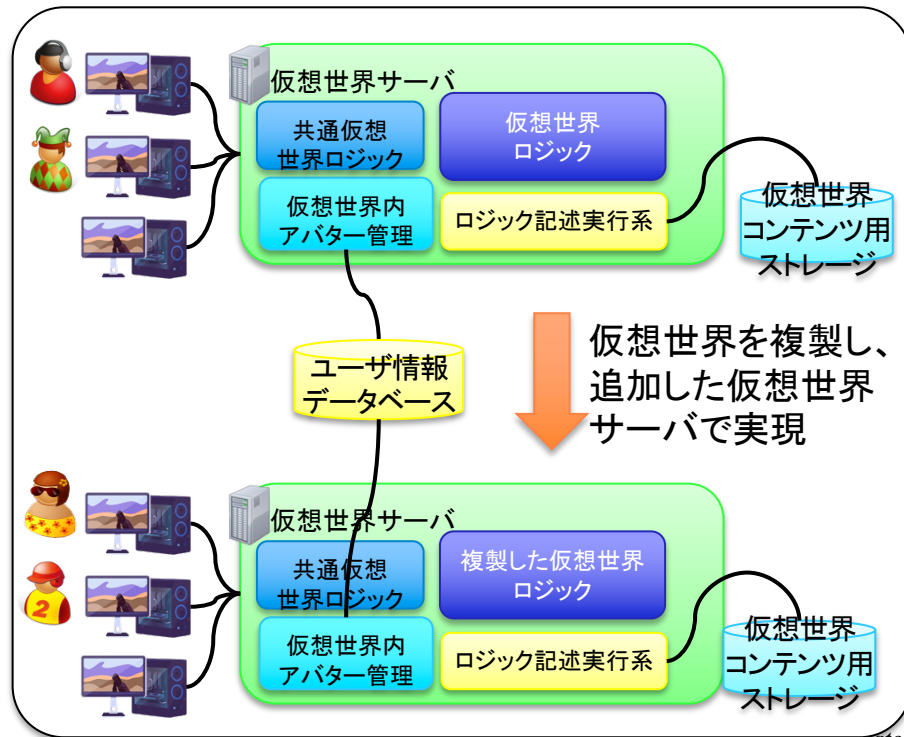 仮想世界サーバ
共通仮想
世界ロジック
仮想世界
ロジック
仮想世界内
アバター管理
ロジック記述実行系
仮想世界
コンテンツ用
ストレージ
ユーザ情報
データベース
仮想世界を複製し、
追加した仮想世界
サーバで実現
仮想世界サーバ
共通仮想
世界ロジック
複製した仮想世界
ロジック
仮想世界内
アバター管理
ロジック記述実行系
仮想世界
コンテンツ用
ストレージ
2